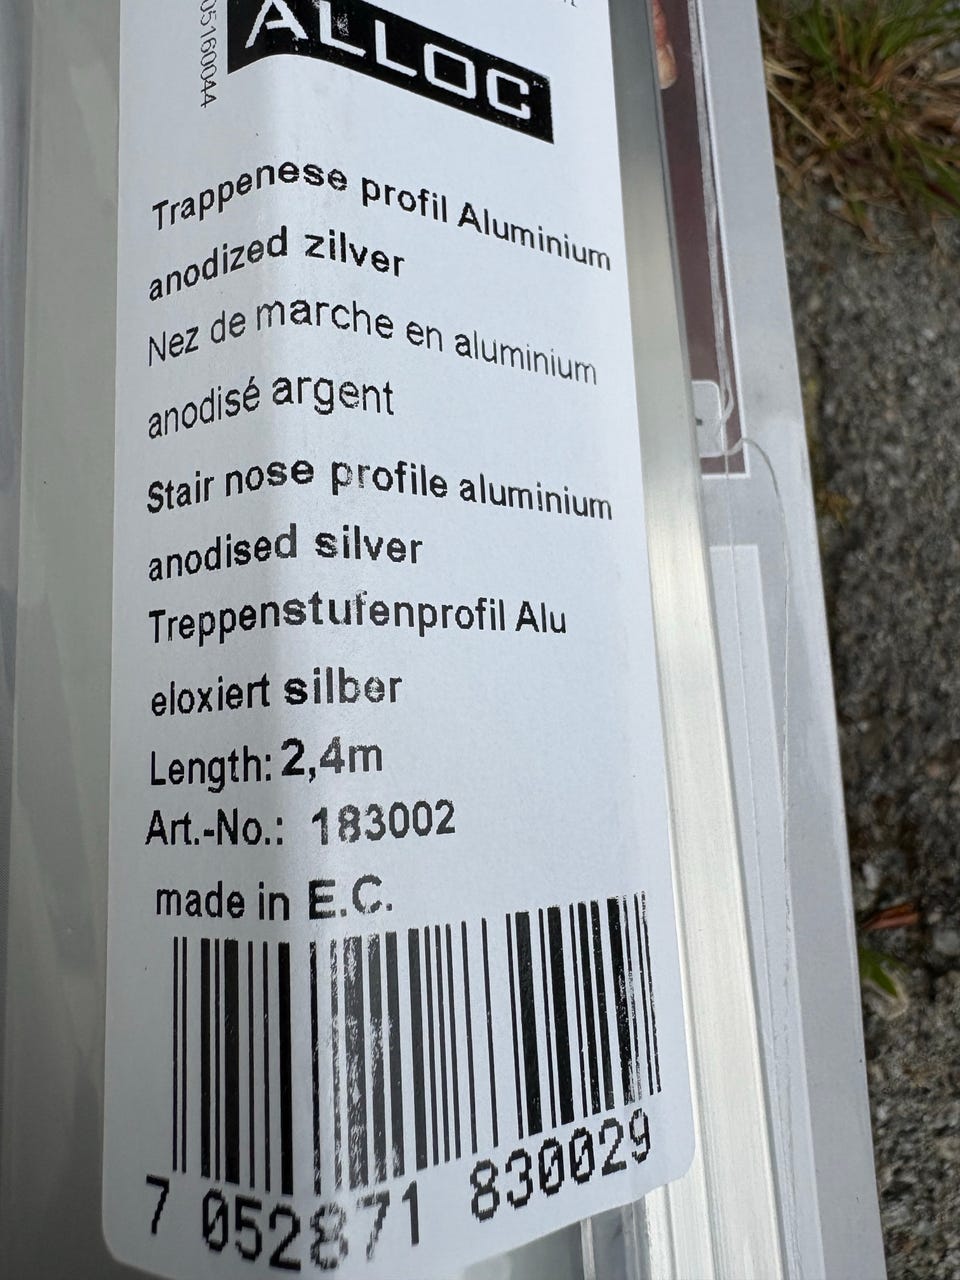 05160044
ALLOC
Trappenese profil Aluminium
anodized zilver
Nez de marche en aluminium
anodisé argent
Stair nose profile aluminium
anodised silver
Treppenstufenprofil Alu
eloxiert silber
Length: 2,4m
Art.-No.: 183002
made in E.C.
7 052871 830029